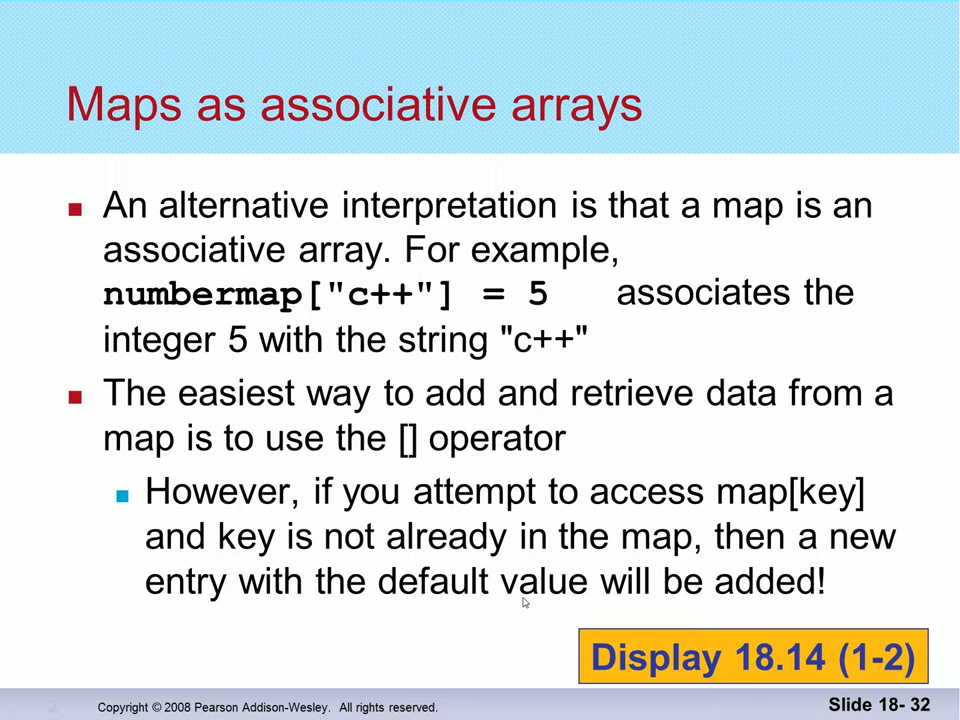 Maps as associative arrays
An alternative interpretation is that a map is an
associative array. For example,
numbermap["c++"] = 5 associates the
integer 5 with the string "c++"
The easiest way to add and retrieve data from a
map is to use the [] operator
However, if you attempt to access map[key]
and key is not already in the map, then a new
entry with the default value will be added!
Display 18.14 (1-2)
Copyright © 2008 Pearson Addison-Wesley. All rights reserved.
Slide 18- 32